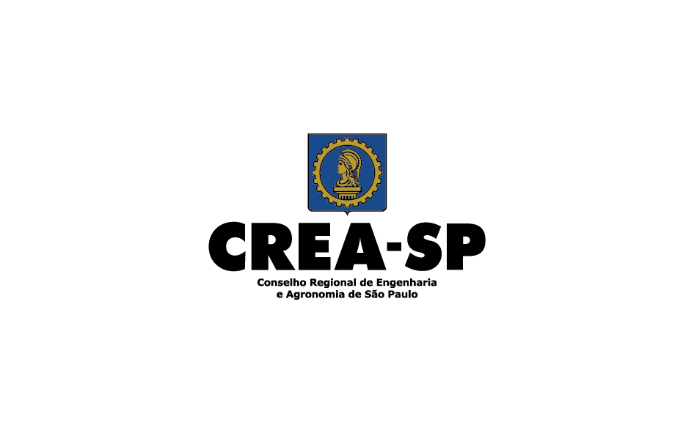 CREA-SP
Conselho Regional de Engenharia
e Agronomia de São Paulo